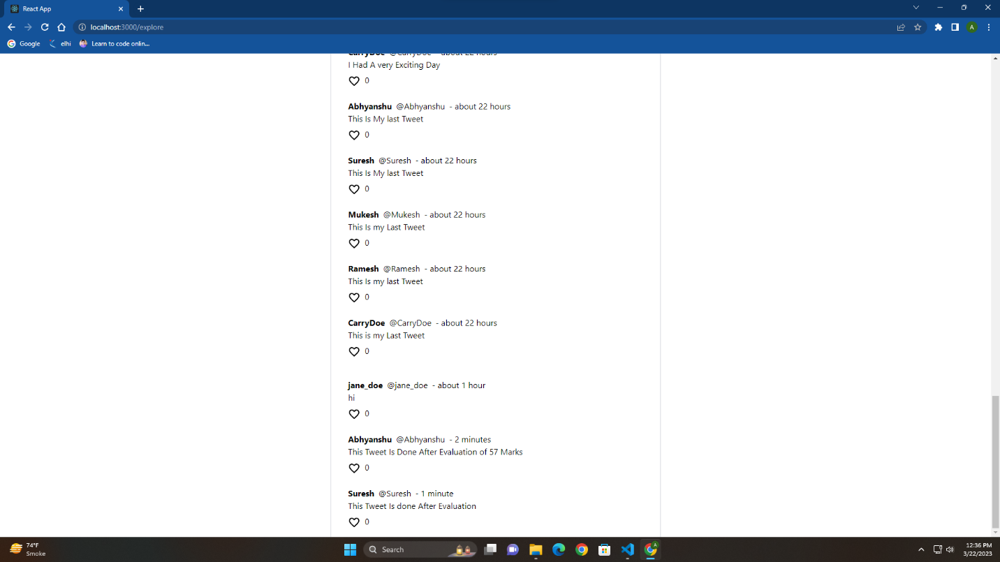 React App
localhost:3000/explore
Google
elhi
Learn to code onlin...
CarryDoe @CarryDoe - about 22 hours
I Had A very Exciting Day
0
Abhyanshu @Abhyanshu - about 22 hours
This Is My last Tweet
0
Suresh @Suresh - about 22 hours
This Is My last Tweet
0
Mukesh @Mukesh - about 22 hours
This Is my Last Tweet
0
Ramesh @Ramesh - about 22 hours
This Is my last Tweet
0
CarryDoe @CarryDoe - about 22 hours
This is my Last Tweet
0
jane_doe @jane_doe - about 1 hour
hi
0
Abhyanshu @Abhyanshu - 2 minutes
This Tweet Is Done After Evaluation of 57 Marks
0
Suresh @Suresh - 1 minute
This Tweet Is done After Evaluation
0
74°F
Smoke
Search
A
A
12:36 PM
3/22/2023